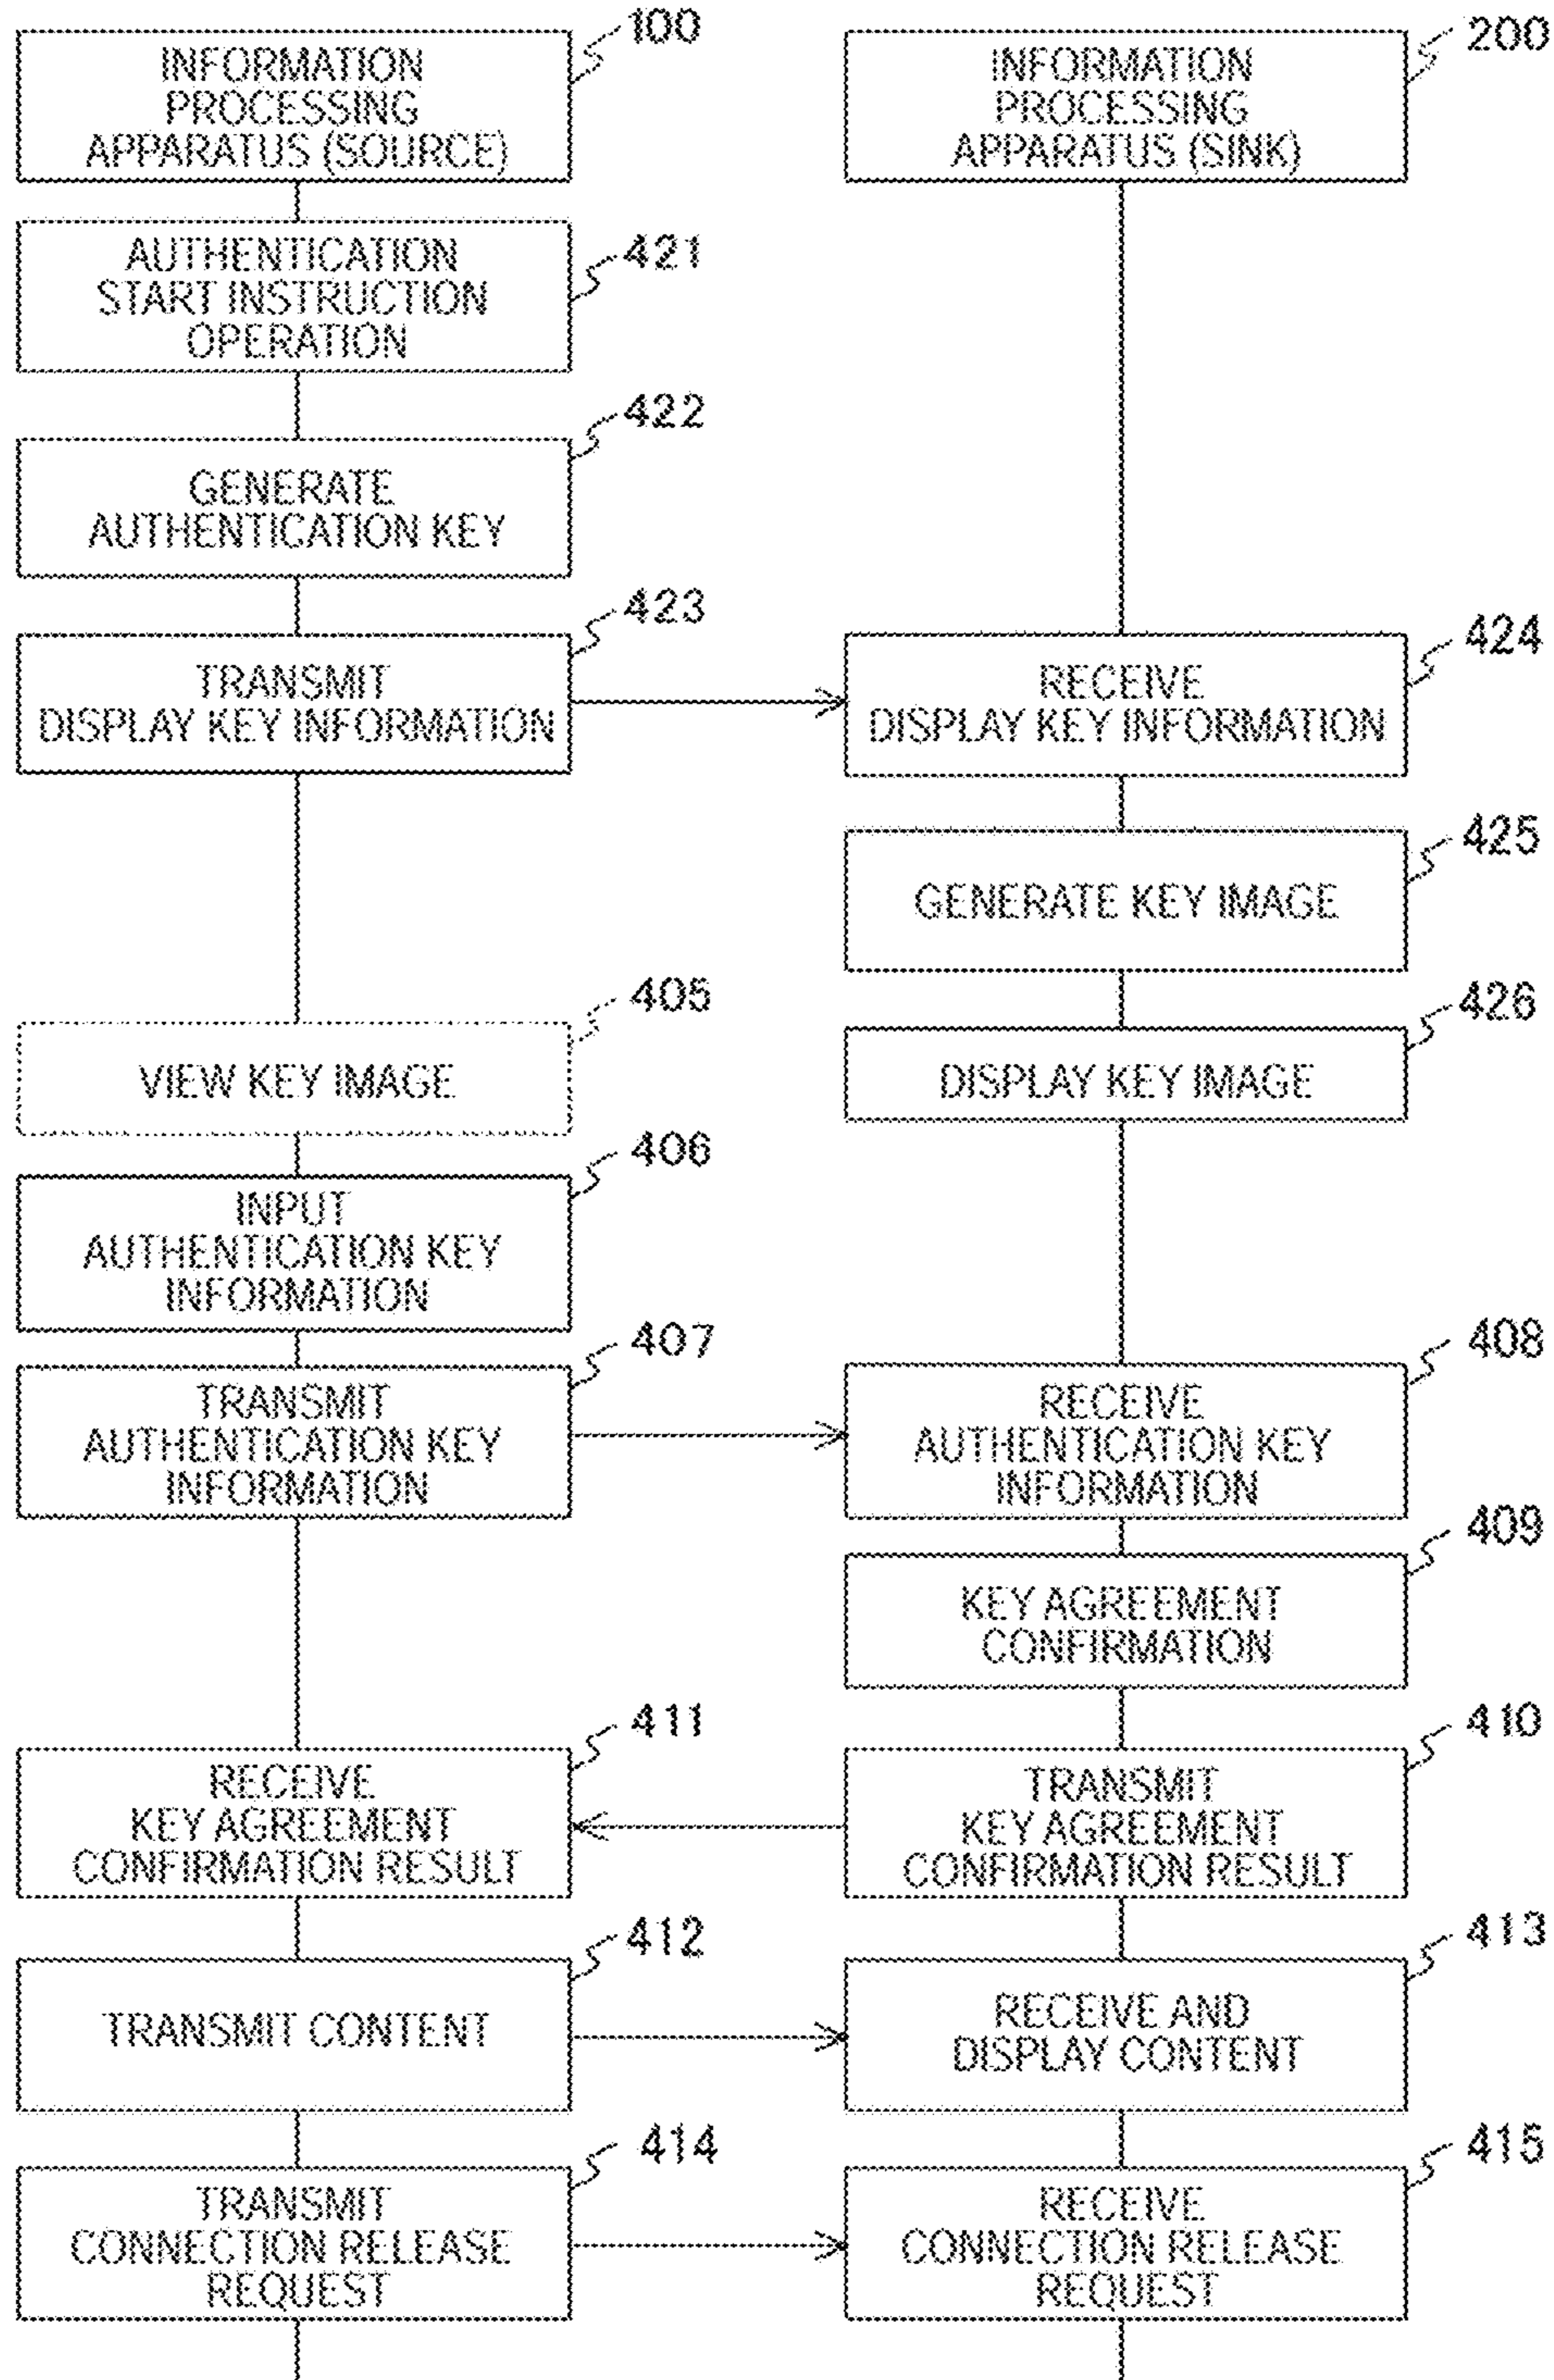 100
INFORMATION
PROCESSING
APPARATUS (SOURCE)
200
INFORMATION
PROCESSING
APPARATUS (SINK)
421
AUTHENTICATION
START INSTRUCTION
OPERATION
422
GENERATE
AUTHENTICATION KEY
423
TRANSMIT
DISPLAY KEY INFORMATION
424
RECEIVE
DISPLAY KEY INFORMATION
425
GENERATE KEY IMAGE
405
VIEW KEY IMAGE
426
DISPLAY KEY IMAGE
406
INPUT
AUTHENTICATION KEY
INFORMATION
407
TRANSMIT
AUTHENTICATION KEY
INFORMATION
408
RECEIVE
AUTHENTICATION KEY
INFORMATION
409
KEY AGREEMENT
CONFIRMATION
411
RECEIVE
KEY AGREEMENT
CONFIRMATION RESULT
410
TRANSMIT
KEY AGREEMENT
CONFIRMATION RESULT
412
TRANSMIT CONTENT
413
RECEIVE AND
DISPLAY CONTENT
414
TRANSMIT
CONNECTION RELEASE
REQUEST
415
RECEIVE
CONNECTION RELEASE
REQUEST